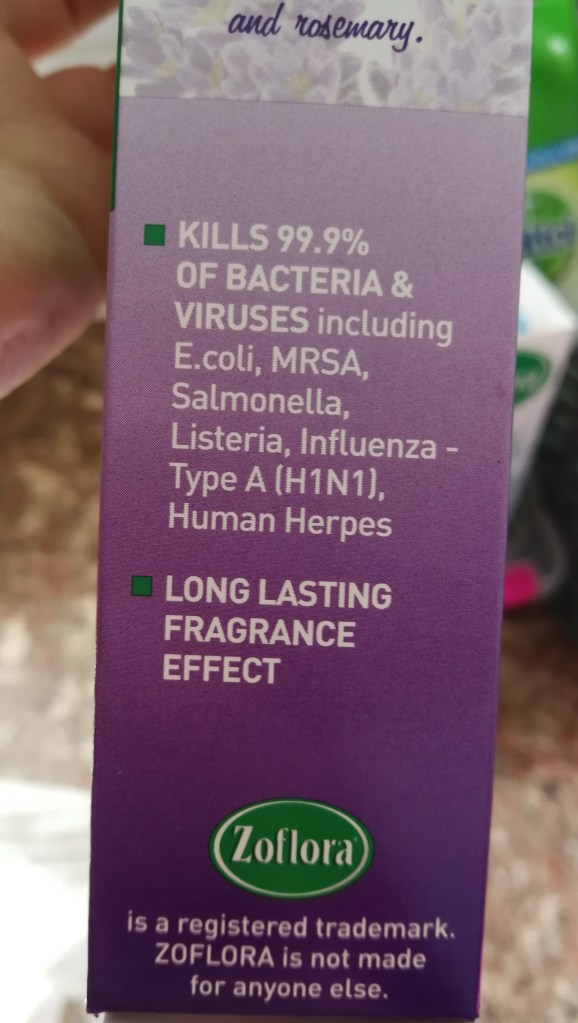 and rosemary.
KILLS 99.9%
OF BACTERIA &
VIRUSES including
E.coli, MRSA,
Salmonella,
Listeria, Influenza -
Type A (H1N1),
Human Herpes
LONG LASTING
FRAGRANCE
EFFECT
Zoflora
is a registered trademark.
ZOFLORA is not made
for anyone else.